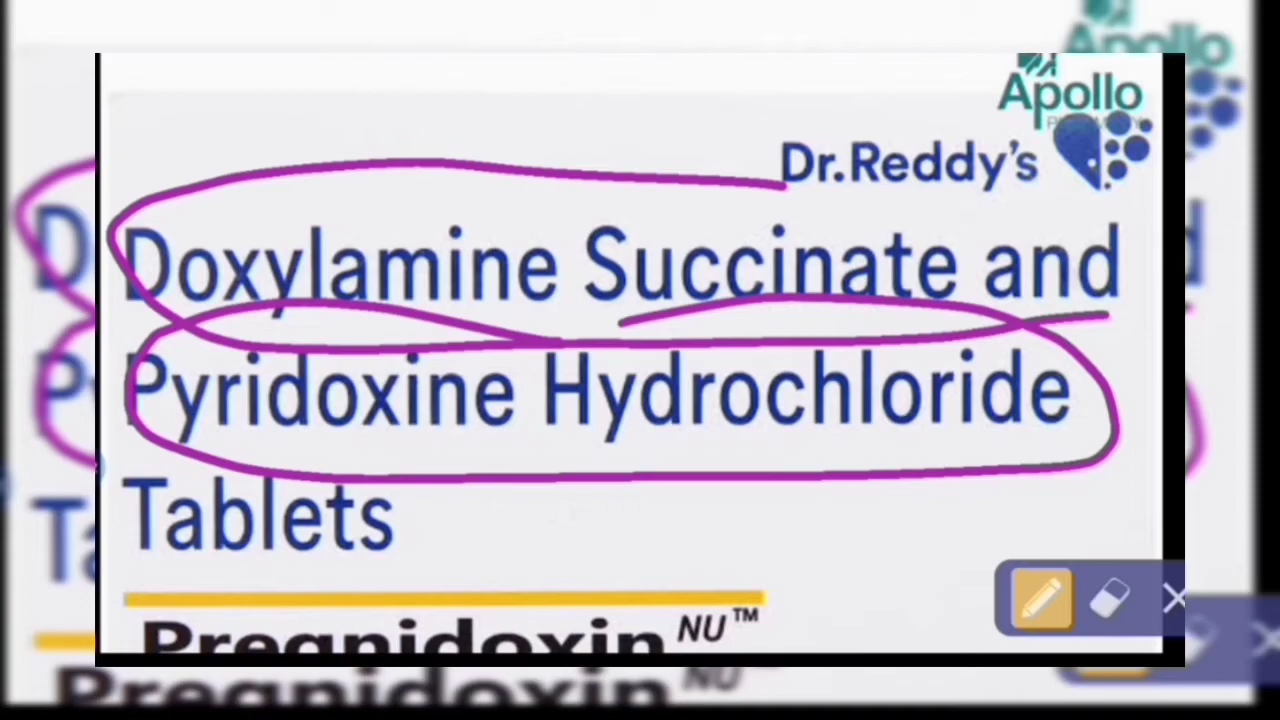 Apollo
Dr.Reddy's
Doxylamine Succinate and
Pyridoxine Hydrochloride
Tablets
Pregnidoxin NU™